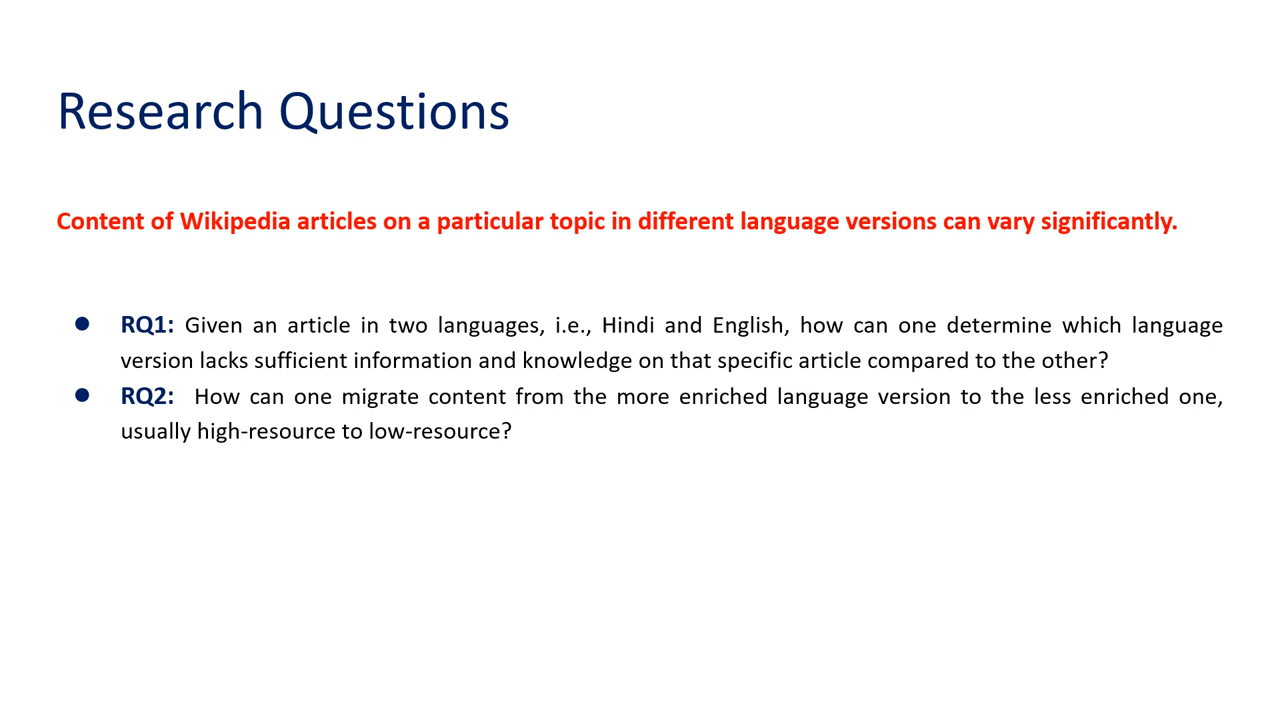 Research Questions
Content of Wikipedia articles on a particular topic in different language versions can vary significantly.
● RQ1: Given an article in two languages, i.e., Hindi and English, how can one determine which language
version lacks sufficient information and knowledge on that specific article compared to the other?
● RQ2: How can one migrate content from the more enriched language version to the less enriched one,
usually high-resource to low-resource?